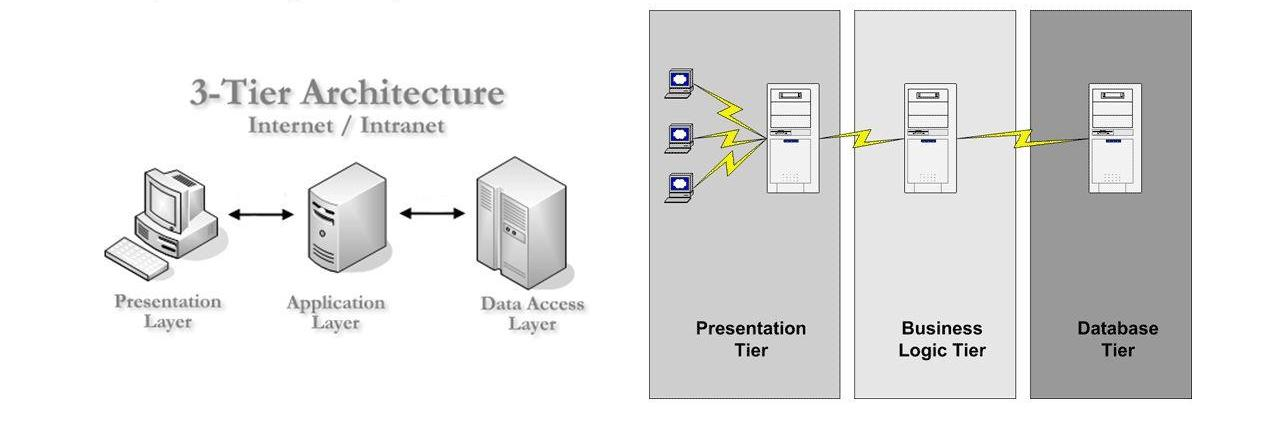 3-Tier Architecture
Internet / Intranet
Presentation
Layer
Application
Layer
Data Access
Layer
Presentation
Tier
Business
Logic Tier
Database
Tier